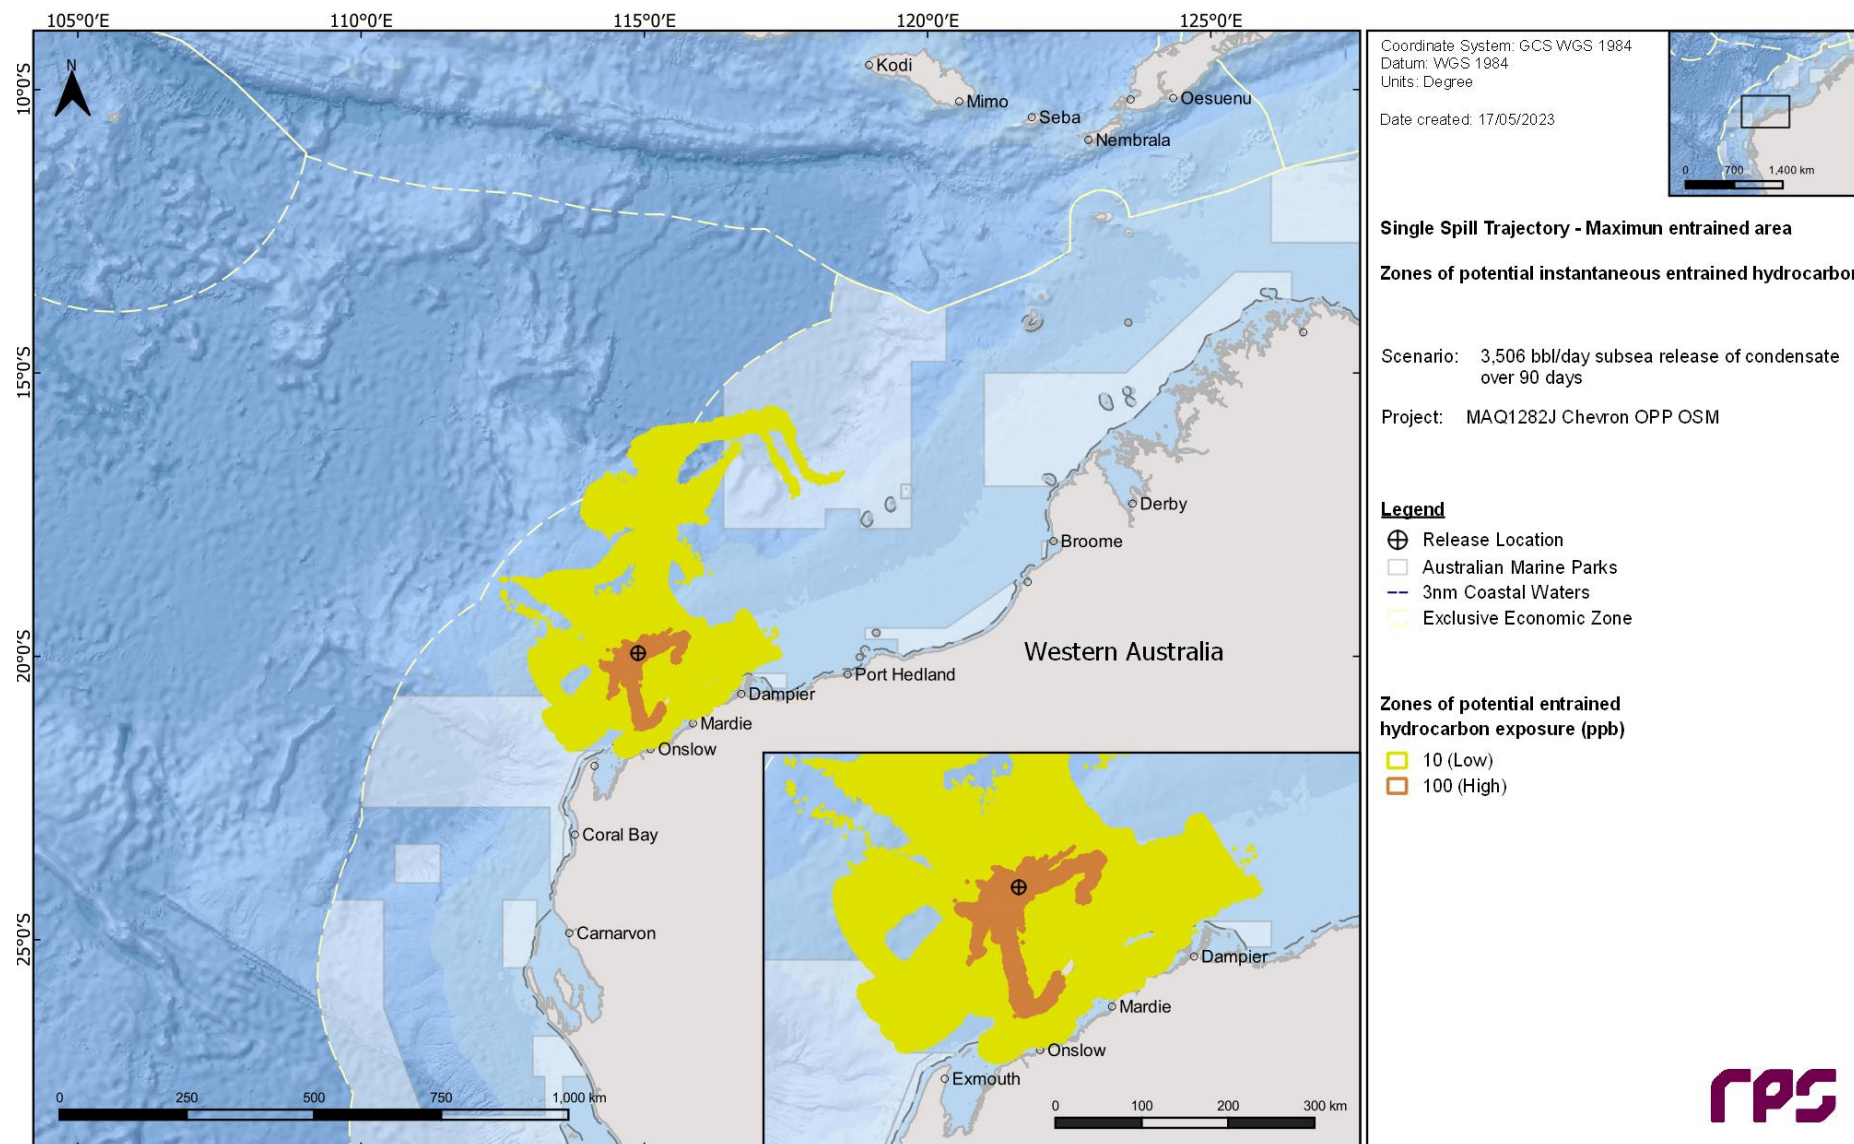 105°0'E
110°0'E
115°0'E
120°0'E
125°0'E
10°0'S
15°0'S
20°0'S
25°0'S
N
Kodi
Mimo
Seba
Oesuenu
Nembrala
Derby
Broome
Western Australia
Port Hedland
Dampier
Mardie
Onslow
Coral Bay
Carnarvon
0 250 500 750 1,000 km
Dampier
Mardie
Onslow
Exmouth
0 100 200 300 km
Coordinate System: GCS WGS 1984
Datum: WGS 1984
Units: Degree
Date created: 17/05/2023
0 700 1,400 km
Single Spill Trajectory - Maximun entrained area
Zones of potential instantaneous entrained hydrocarbon
Scenario: 3,506 bbl/day subsea release of condensate
over 90 days
Project: MAQ1282J Chevron OPP OSM
Legend
Release Location
Australian Marine Parks
3nm Coastal Waters
Exclusive Economic Zone
Zones of potential entrained
hydrocarbon exposure (ppb)
10 (Low)
100 (High)
rps